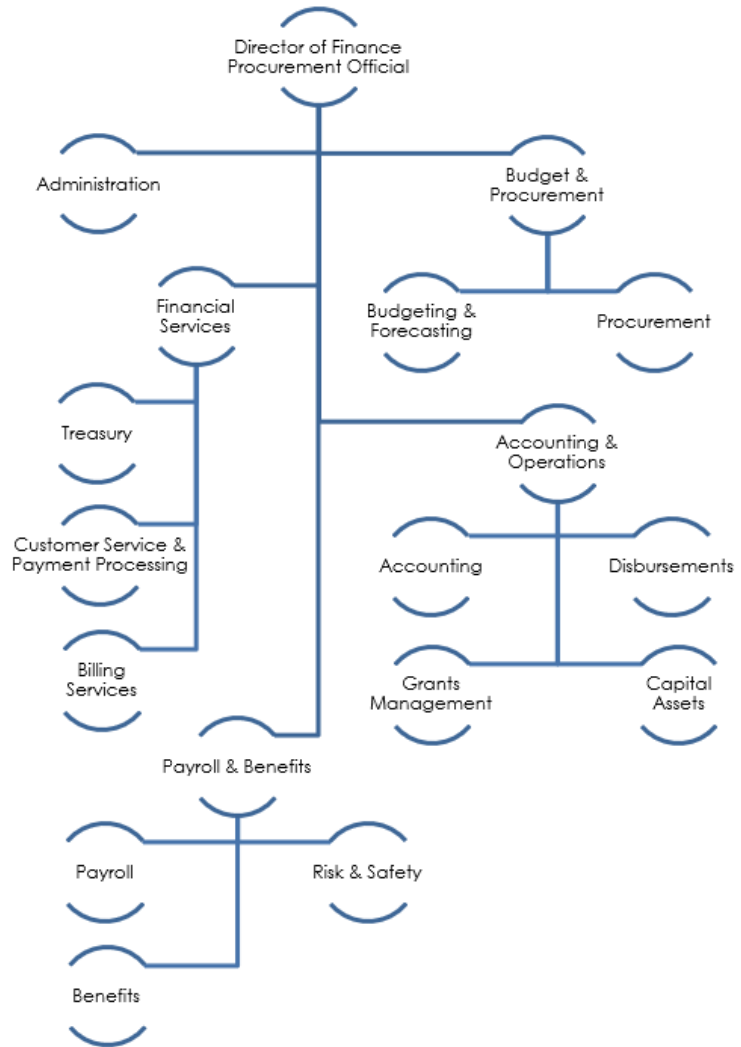 Director of Finance
Procurement Official
Administration
Budget &
Procurement
Financial
Services
Budgeting &
Forecasting
Procurement
Treasury
Accounting &
Operations
Customer Service &
Payment Processing
Accounting
Disbursements
Billing
Services
Grants
Management
Capital
Assets
Payroll & Benefits
Payroll
Risk & Safety
Benefits